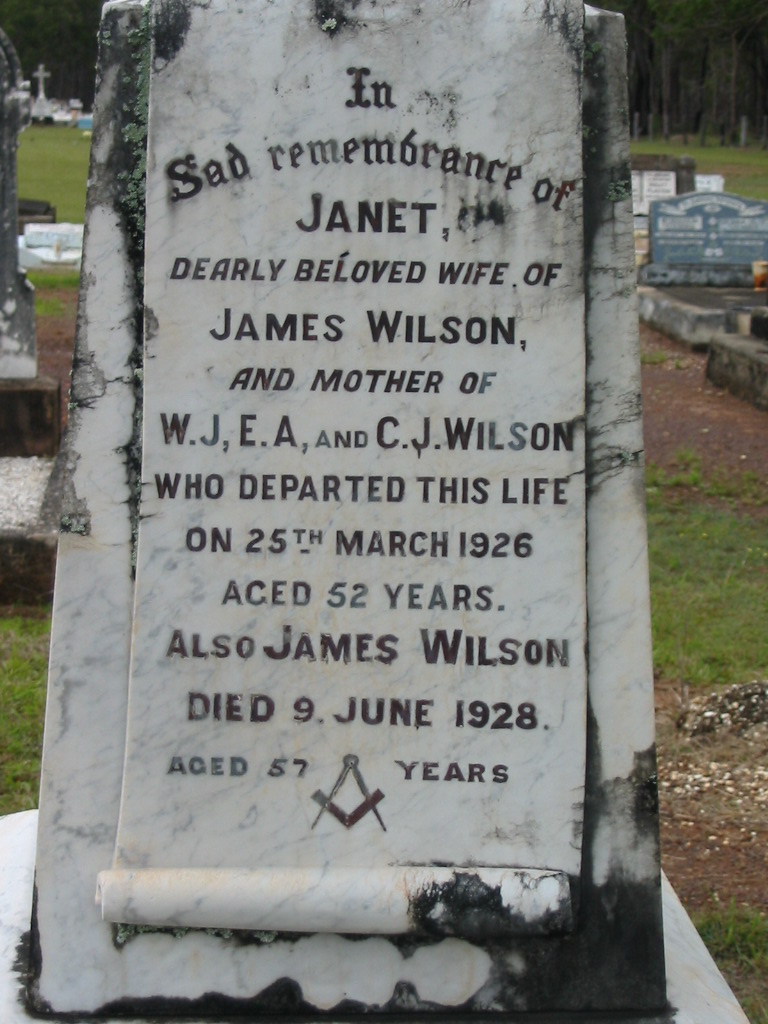 In
Sad remembrance of
JANET,
DEARLY BELOVED WIFE OF
JAMES WILSON,
AND MOTHER OF
W.J, E.A, AND C.J. WILSON
WHO DEPARTED THIS LIFE
ON 25TH MARCH 1926
AGED 52 YEARS.
ALSO JAMES WILSON
DIED 9. JUNE 1928.
AGED 57 YEARS